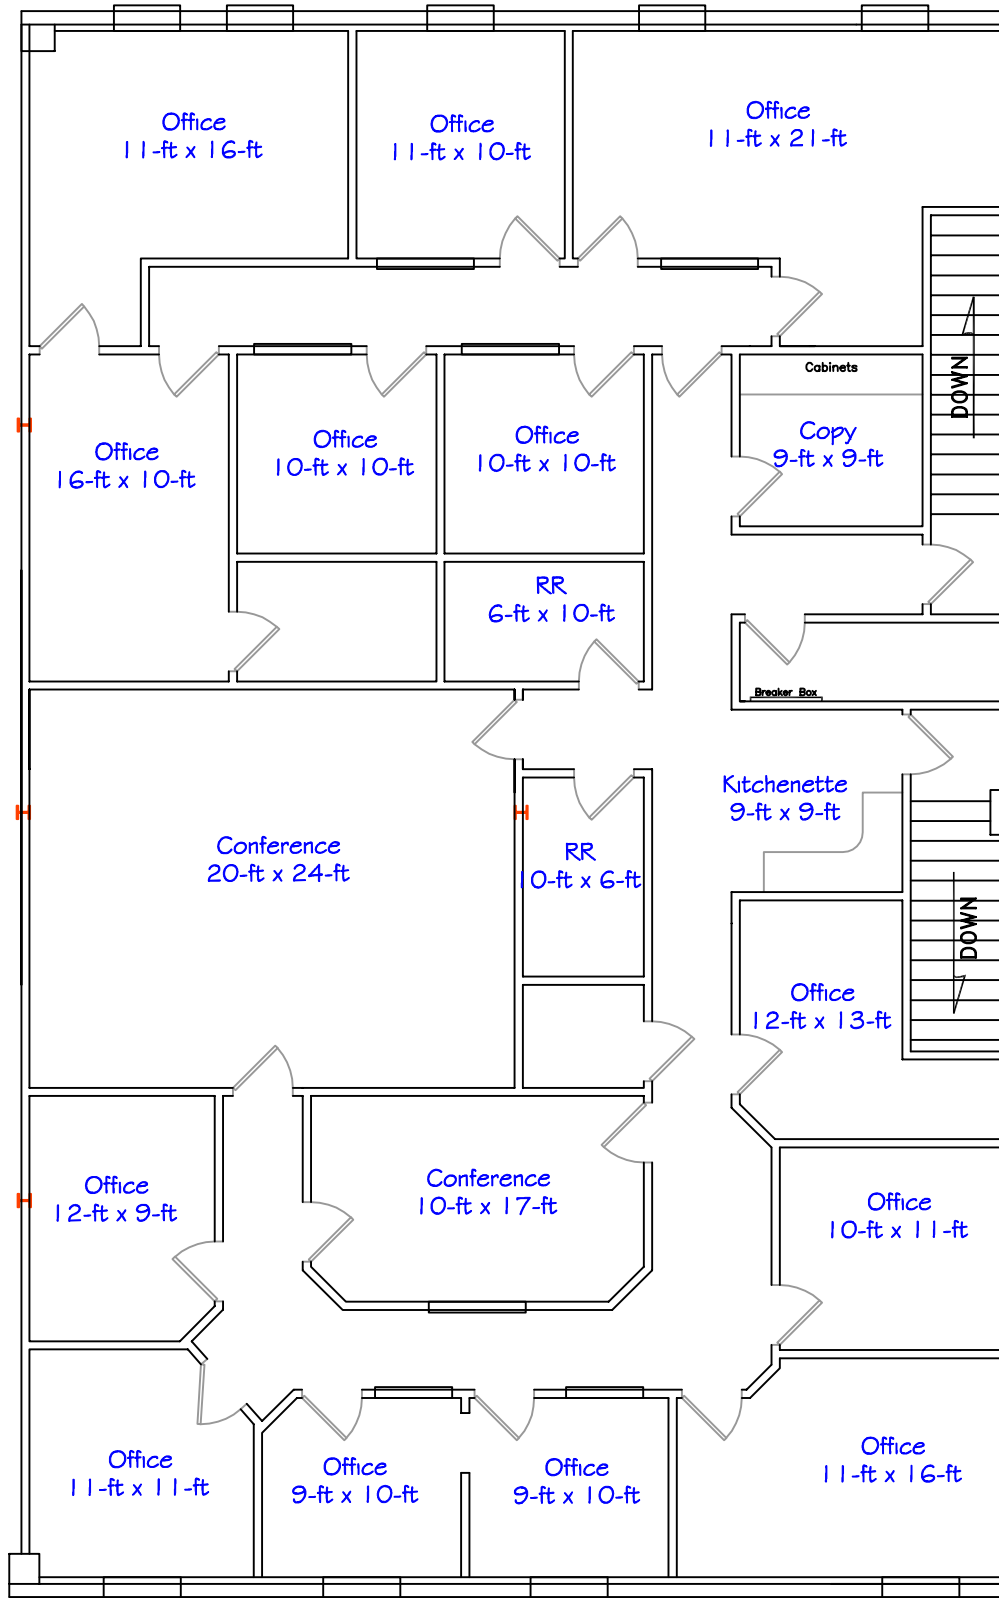 Office
11-ft x 16-ft
Office
11-ft x 10-ft
Office
11-ft x 21-ft
Cabinets
DOWN
Copy
9-ft x 9-ft
Office
16-ft x 10-ft
Office
10-ft x 10-ft
Office
10-ft x 10-ft
RR
6-ft x 10-ft
Breaker Box
Kitchenette
9-ft x 9-ft
Conference
20-ft x 24-ft
RR
10-ft x 6-ft
DOWN
Office
12-ft x 13-ft
Office
12-ft x 9-ft
Conference
10-ft x 17-ft
Office
10-ft x 11-ft
Office
11-ft x 11-ft
Office
9-ft x 10-ft
Office
9-ft x 10-ft
Office
11-ft x 16-ft